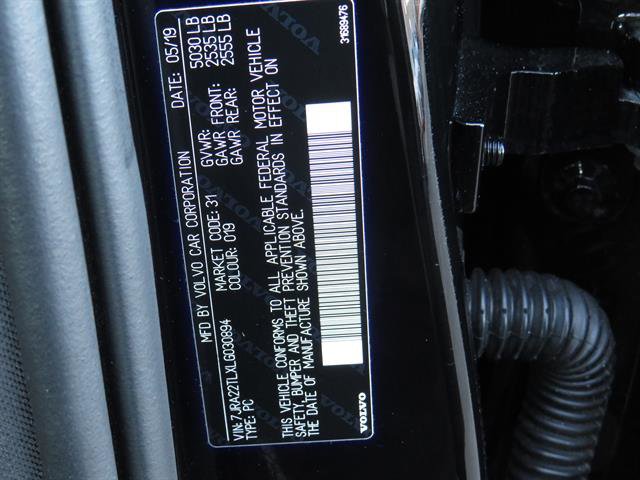 MFD BY VOLVO CAR CORPORATION DATE: 05/19
VIN: 7JRA22TLXLG030894 MARKET CODE: 31 GVWR: 5030 LB
TYPE: PC COLOUR: 019 GAWR FRONT: 2535 LB
GAWR REAR: 2555 LB
THIS VEHICLE CONFORMS TO ALL APPLICABLE FEDERAL MOTOR VEHICLE
SAFETY, BUMPER AND THEFT PREVENTION STANDARDS IN EFFECT ON
THE DATE OF MANUFACTURE SHOWN ABOVE.
VOLVO 31689476